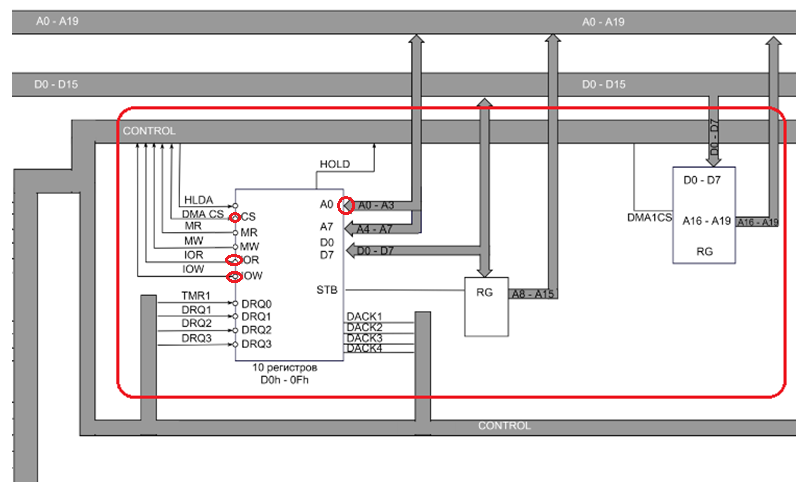 A0 - A19
A0 - A19
D0 - D15
D0 - D15
CONTROL
D0 - D7
HOLD
HLDA
DMA CS
CS
MR
MR
MW
MW
IOR
IOR
IOW
IOW
A0
A0 - A3
A7
A4 - A7
D0
D7
D0 - D7
STB
TMR1
DRQ0
DRQ1
DRQ1
DRQ2
DRQ2
DRQ3
DRQ3
DACK1
DACK2
DACK3
DACK4
10 регистров
D0h - 0Fh
RG
A8 - A15
D0 - D7
DMA1CS
A16 - A19
A16 - A19
RG
CONTROL